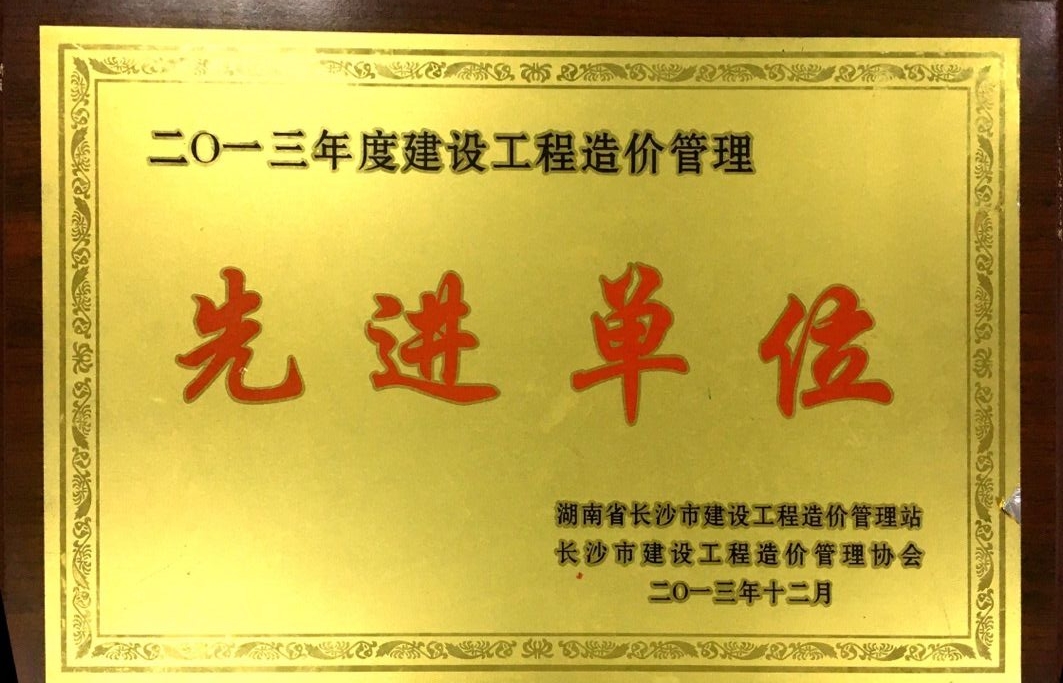 二〇一三年度建设工程造价管理
先进单位
湖南省长沙市建设工程造价管理站
长沙市建设工程造价管理协会
二〇一三年十二月